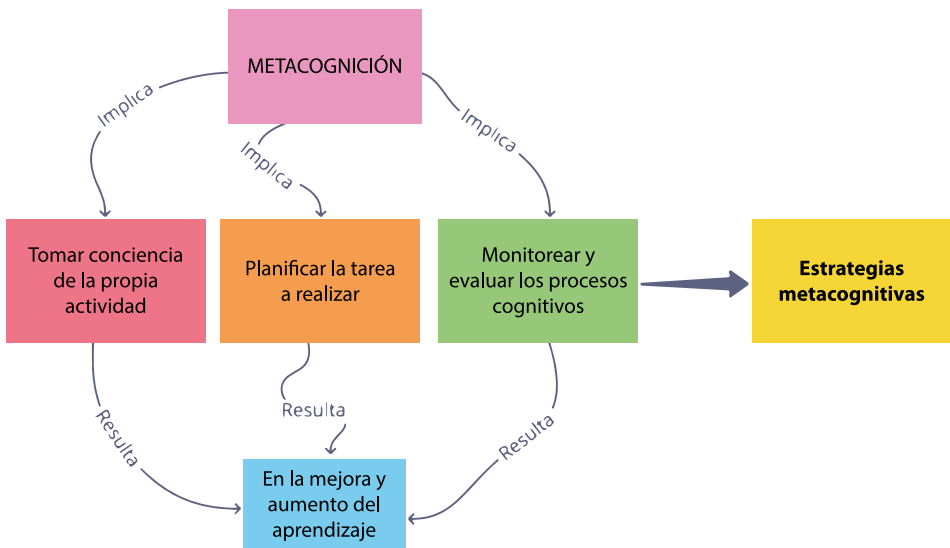 METACOGNICIÓN
Implica
Implica
Implica
Tomar conciencia
de la propia
actividad
Planificar la tarea
a realizar
Monitorear y
evaluar los procesos
cognitivos
Estrategias
metacognitivas
Resulta
Resulta
Resulta
En la mejora y
aumento del
aprendizaje